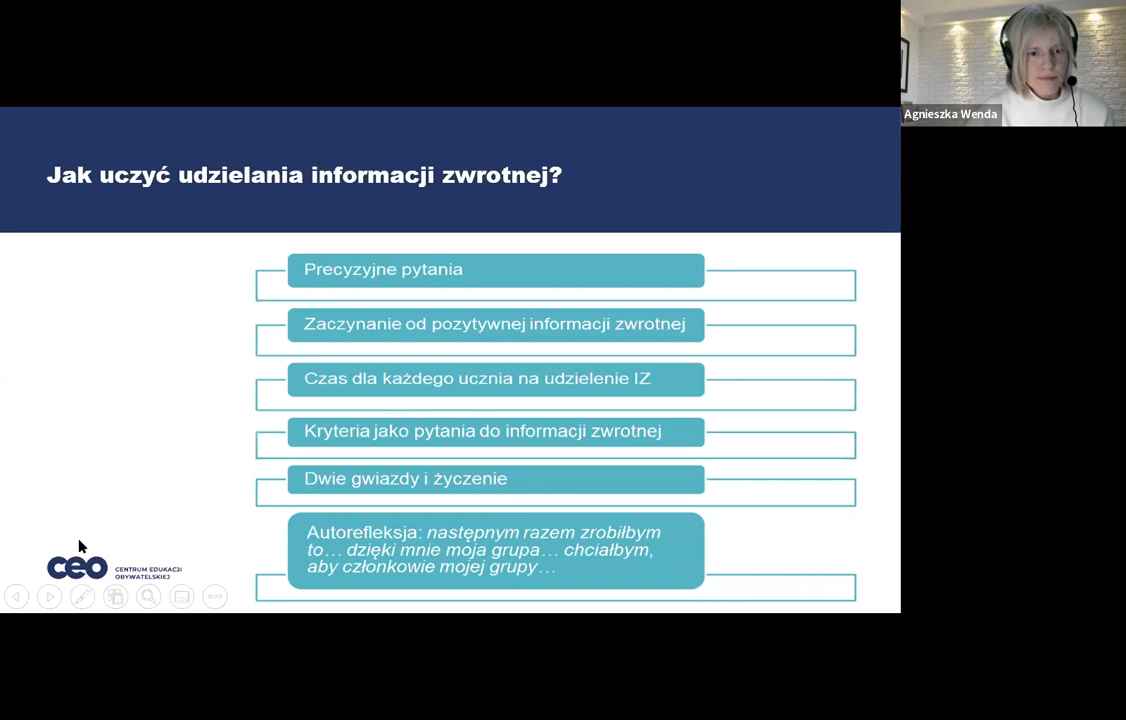 Agnieszka Wenda
Jak uczyć udzielania informacji zwrotnej?
Precyzyjne pytania
Zaczynanie od pozytywnej informacji zwrotnej
Czas dla każdego ucznia na udzielenie IZ
Kryteria jako pytania do informacji zwrotnej
Dwie gwiazdy i życzenie
Autorefleksja: następnym razem zrobiłbym
to… dzięki mnie moja grupa… chciałbym,
aby członkowie mojej grupy…
ceo
CENTRUM EDUKACJI
OBYWATELSKIEJ